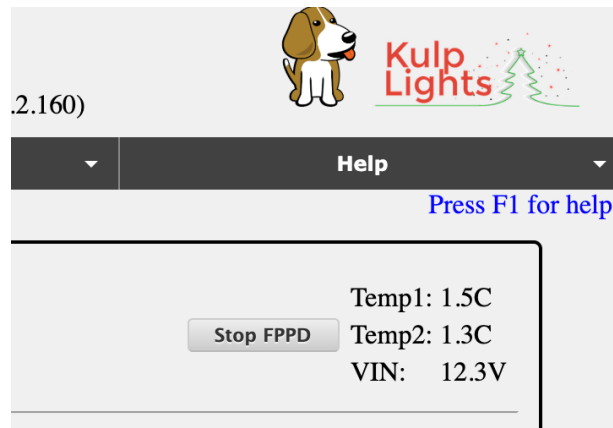 Kulp
Lights
.2.160)
Help
Press F1 for help
Temp1: 1.5C
Stop FPPD
Temp2: 1.3C
VIN: 12.3V